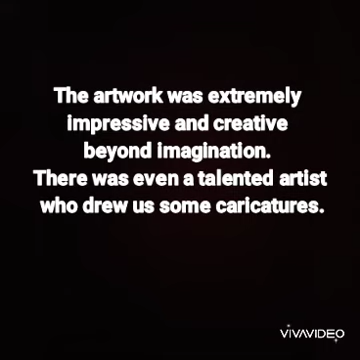 The artwork was extremely
impressive and creative
beyond imagination.
There was even a talented artist
who drew us some caricatures.
VIVAVIDEO